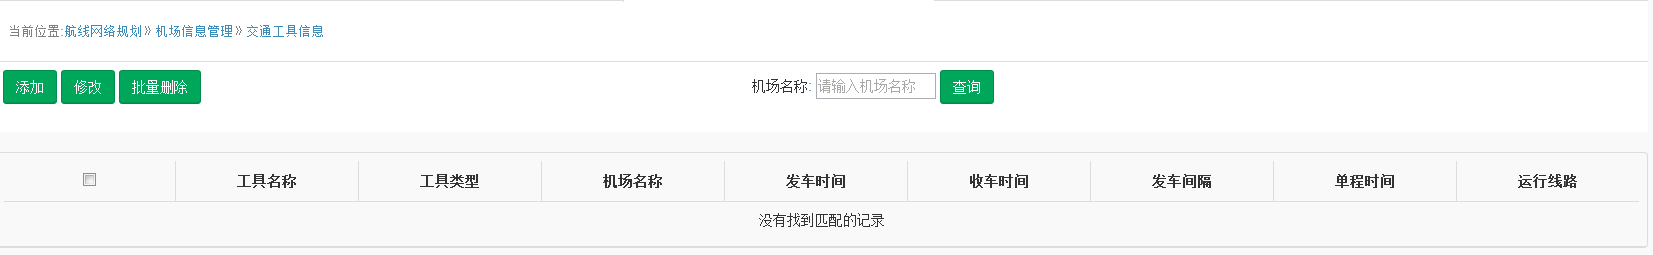 当前位置:航线网络规划》机场信息管理》交通工具信息
添加 修改 批量删除 机场名称: 请输入机场名称 查询
工具名称 工具类型 机场名称 发车时间 收车时间 发车间隔 单程时间 运行线路
没有找到匹配的记录